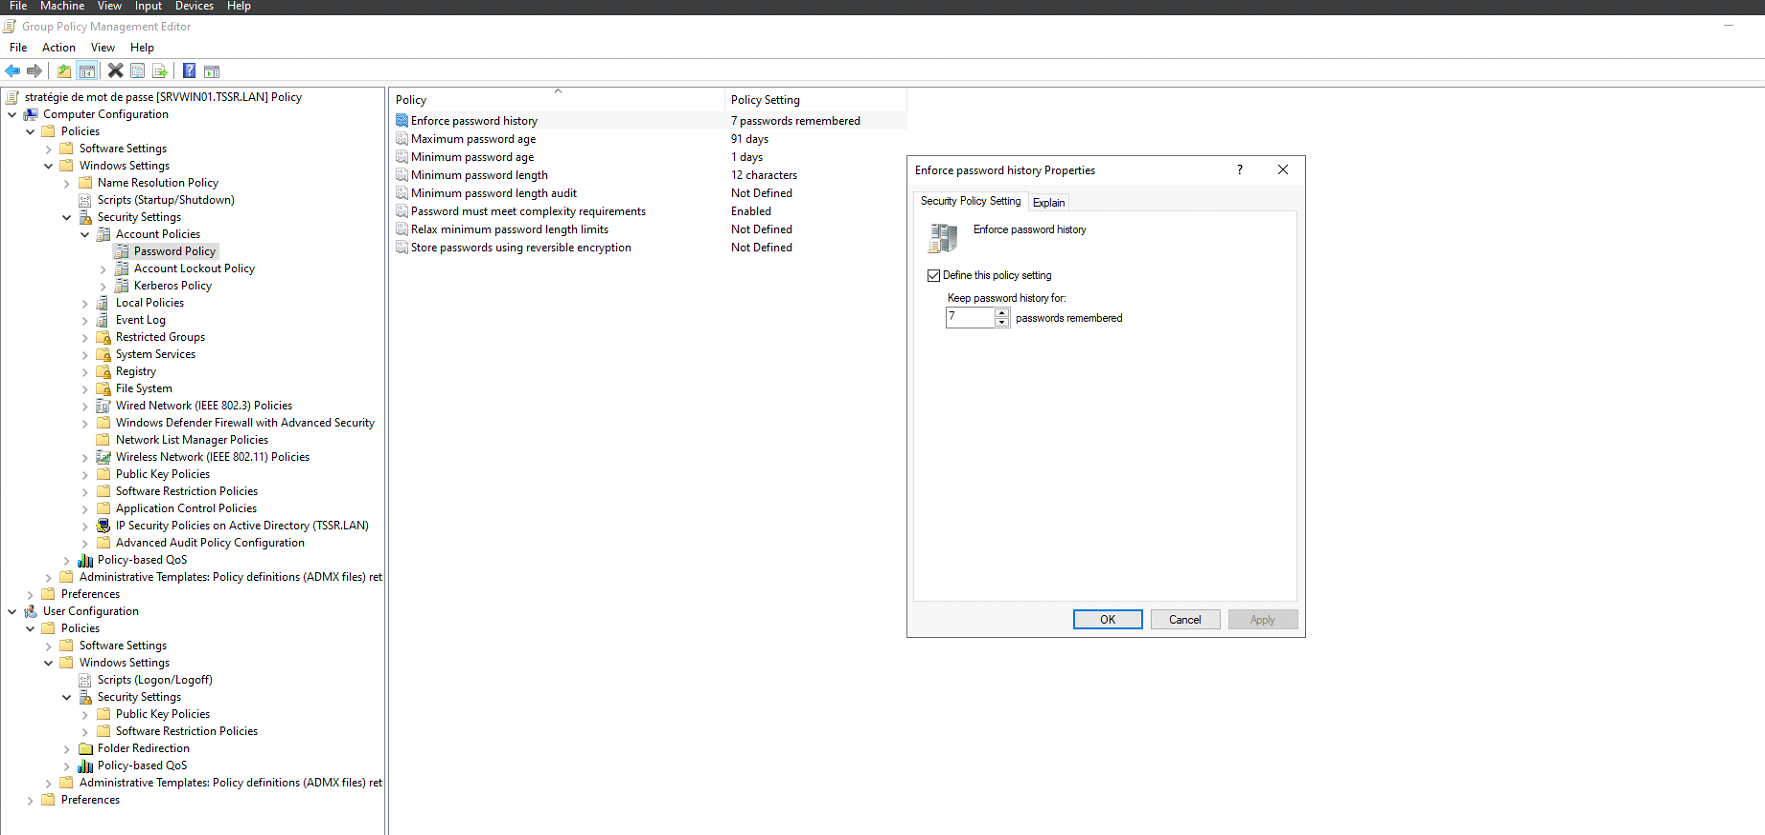 File Machine View Input Devices Help
Group Policy Management Editor
File Action View Help
stratégie de mot de passe [SRVWIN01.TSSR.LAN] Policy
Computer Configuration
Policies
Software Settings
Windows Settings
Name Resolution Policy
Scripts (Startup/Shutdown)
Security Settings
Account Policies
Password Policy
Account Lockout Policy
Kerberos Policy
Local Policies
Event Log
Restricted Groups
System Services
Registry
File System
Wired Network (IEEE 802.3) Policies
Windows Defender Firewall with Advanced Security
Network List Manager Policies
Wireless Network (IEEE 802.11) Policies
Public Key Policies
Software Restriction Policies
Application Control Policies
IP Security Policies on Active Directory (TSSR.LAN)
Advanced Audit Policy Configuration
Policy-based QoS
Administrative Templates: Policy definitions (ADMX files) ret
Preferences
User Configuration
Policies
Software Settings
Windows Settings
Scripts (Logon/Logoff)
Security Settings
Public Key Policies
Software Restriction Policies
Folder Redirection
Policy-based QoS
Administrative Templates: Policy definitions (ADMX files) ret
Preferences
Policy Policy Setting
Enforce password history 7 passwords remembered
Maximum password age 91 days
Minimum password age 1 days
Minimum password length 12 characters
Minimum password length audit Not Defined
Password must meet complexity requirements Enabled
Relax minimum password length limits Not Defined
Store passwords using reversible encryption Not Defined
Enforce password history Properties ?
Security Policy Setting Explain
Enforce password history
Define this policy setting
Keep password history for:
7 passwords remembered
OK Cancel Apply